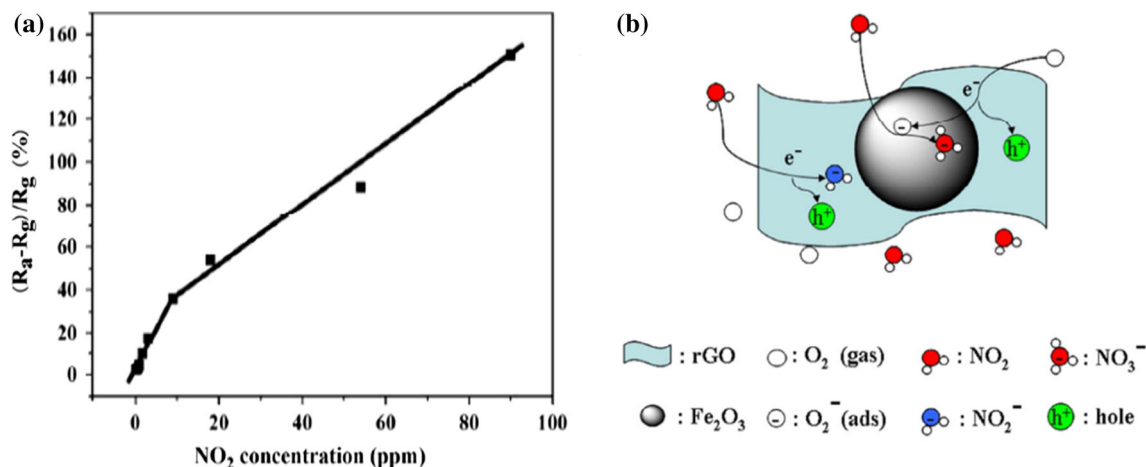 (a)
(Ra-Rg)/Rg (%)
160
140
120
100
80
60
40
20
0
0 20 40 60 80 100
NO2 concentration (ppm)
(b)
e−
-
-
h+
e−
-
h+
: rGO : O2 (gas) : NO2 - : NO3−
: Fe2O3 - : O2−(ads) - : NO2− h+ : hole